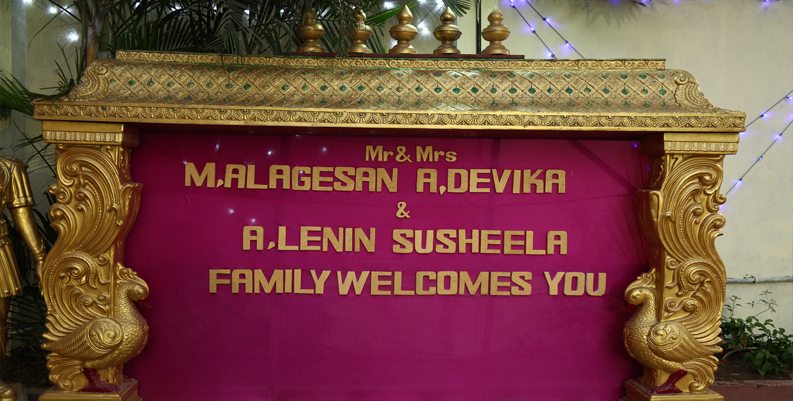 Mr & Mrs
M.ALAGESAN A.DEVIKA
&
A.LENIN SUSHEELA
FAMILY WELCOMES YOU